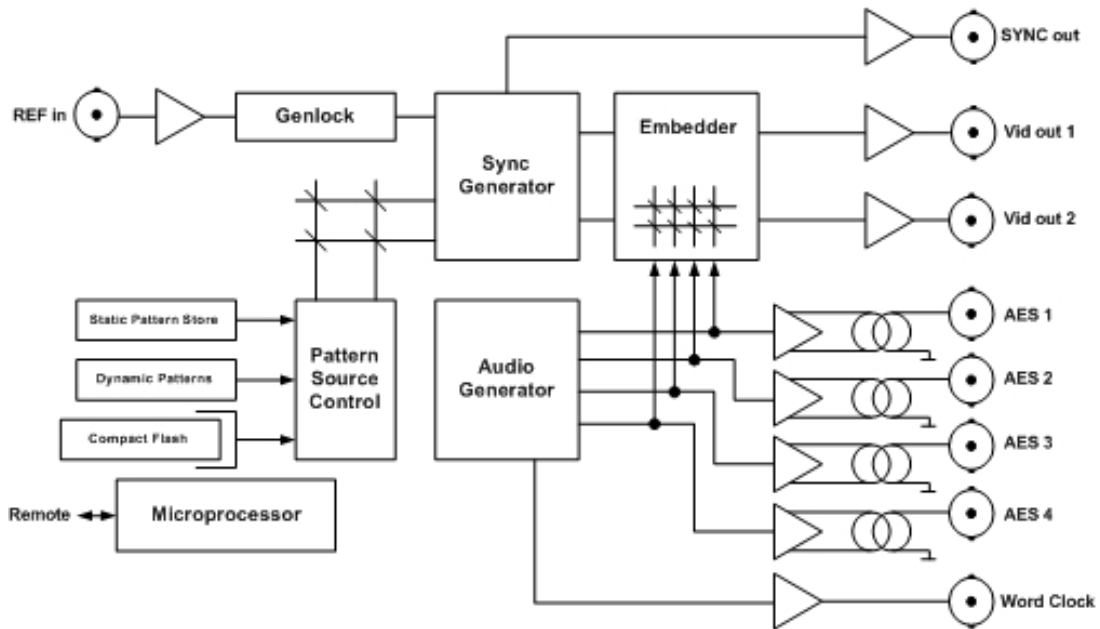 SYNC out
REF in
Genlock
Sync
Generator
Embedder
Vid out 1
Vid out 2
Static Pattern Store
Dynamic Patterns
Compact Flash
Pattern
Source
Control
Audio
Generator
AES 1
AES 2
AES 3
AES 4
Remote
Microprocessor
Word Clock